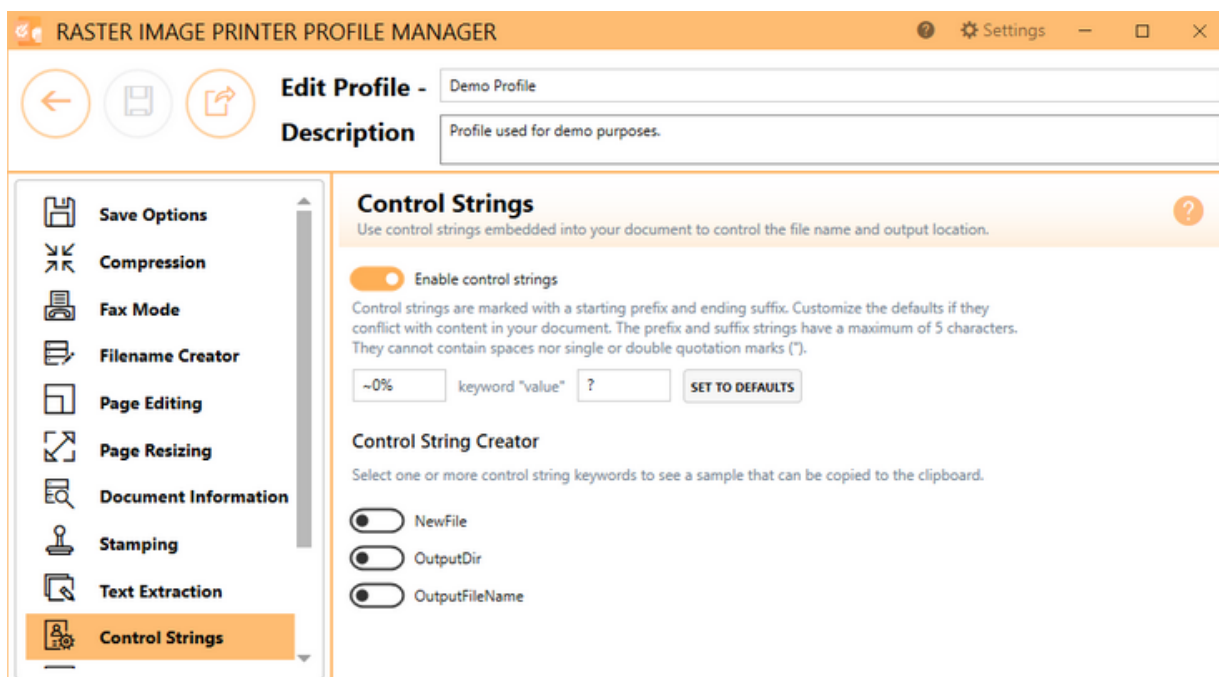 RASTER IMAGE PRINTER PROFILE MANAGER
? Settings
Edit Profile - Demo Profile
Description Profile used for demo purposes.
Save Options
Compression
Fax Mode
Filename Creator
Page Editing
Page Resizing
Document Information
Stamping
Text Extraction
Control Strings
Control Strings
?
Use control strings embedded into your document to control the file name and output location.
Enable control strings
Control strings are marked with a starting prefix and ending suffix. Customize the defaults if they
conflict with content in your document. The prefix and suffix strings have a maximum of 5 characters.
They cannot contain spaces nor single or double quotation marks (").
~0% keyword "value" ? SET TO DEFAULTS
Control String Creator
Select one or more control string keywords to see a sample that can be copied to the clipboard.
NewFile
OutputDir
OutputFileName